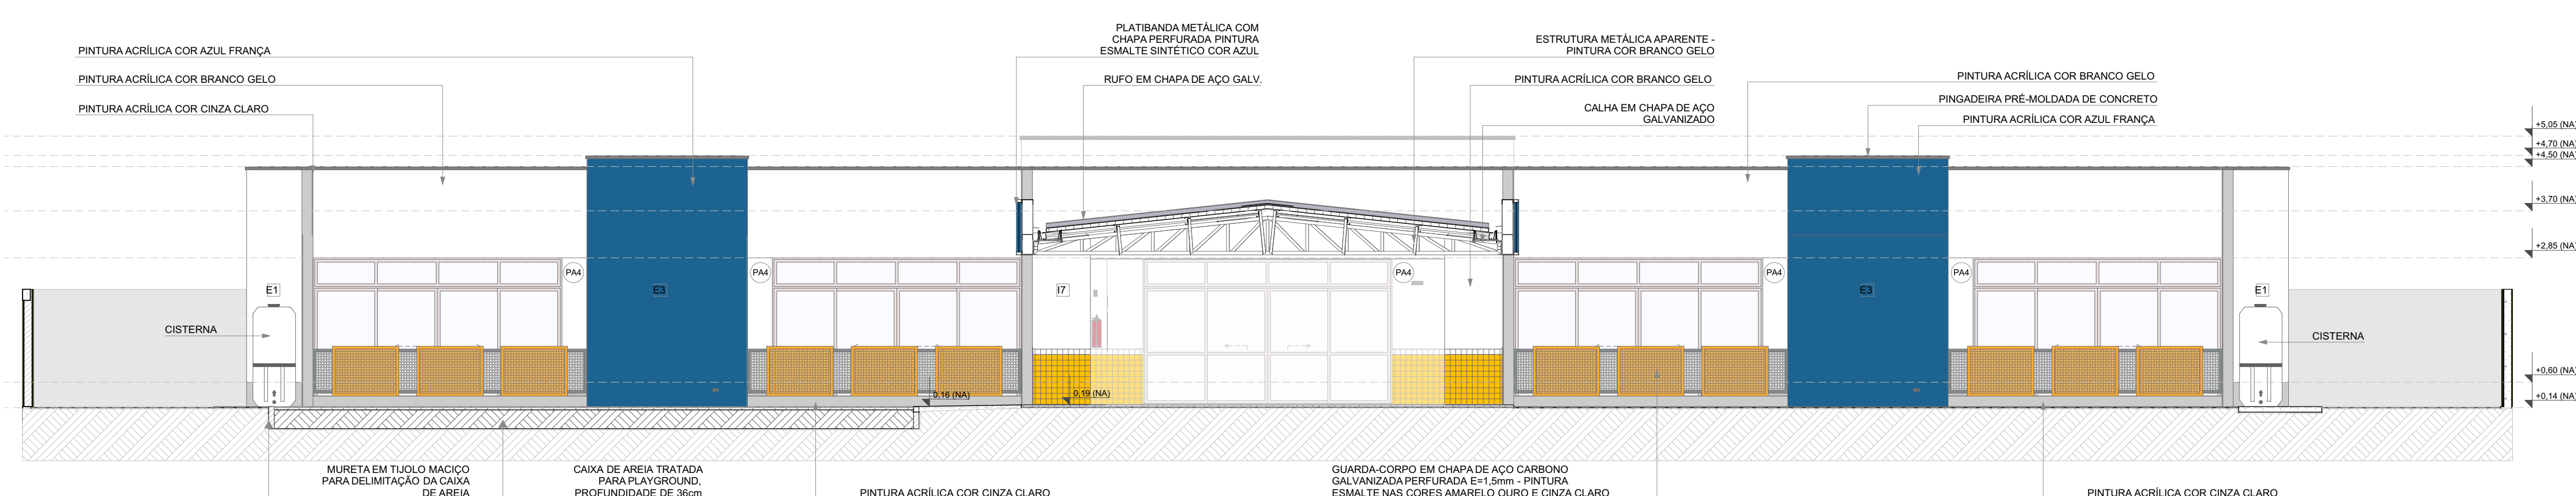 PLATIBANDA METÁLICA COM
CHAPA PERFURADA PINTURA
ESMALTE SINTÉTICO COR AZUL
ESTRUTURA METÁLICA APARENTE -
PINTURA COR BRANCO GELO
PINTURA ACRÍLICA COR AZUL FRANÇA
PINTURA ACRÍLICA COR BRANCO GELO
RUFO EM CHAPA DE AÇO GALV.
PINTURA ACRÍLICA COR BRANCO GELO
PINTURA ACRÍLICA COR BRANCO GELO
PINTURA ACRÍLICA COR CINZA CLARO
CALHA EM CHAPA DE AÇO
GALVANIZADO
PINGADEIRA PRÉ-MOLDADA DE CONCRETO
PINTURA ACRÍLICA COR AZUL FRANÇA
+5,05 (NA)
+4,70 (NA)
+4,50 (NA)
+3,70 (NA)
+2,85 (NA)
PA4
PA4
PA4
PA4
PA4
E1
E3
I7
E3
E1
CISTERNA
CISTERNA
+0,60 (NA)
0,16 (NA)
0,19 (NA)
+0,14 (NA)
MURETA EM TIJOLO MACIÇO
PARA DELIMITAÇÃO DA CAIXA
DE AREIA
CAIXA DE AREIA TRATADA
PARA PLAYGROUND,
PROFUNDIDADE DE 36cm
PINTURA ACRÍLICA COR CINZA CLARO
GUARDA-CORPO EM CHAPA DE AÇO CARBONO
GALVANIZADA PERFURADA E=1,5mm - PINTURA
ESMALTE NAS CORES AMARELO OURO E CINZA CLARO
PINTURA ACRÍLICA COR CINZA CLARO